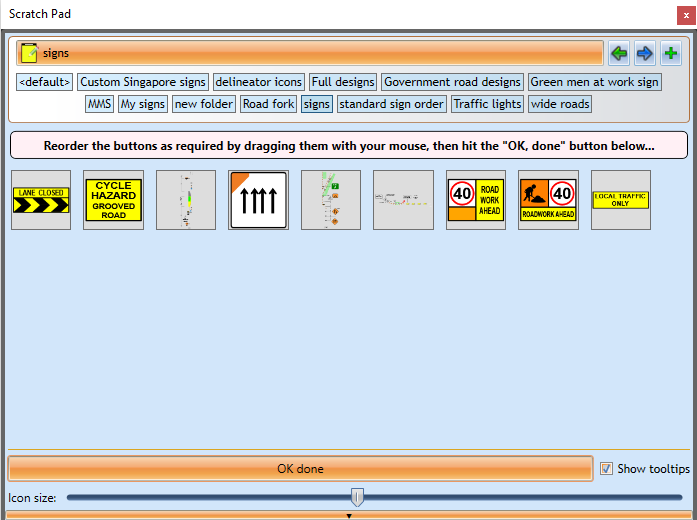 Scratch Pad
x
signs
<default> Custom Singapore signs delineator icons Full designs Government road designs Green men at work sign
MMS My signs new folder Road fork signs standard sign order Traffic lights wide roads
Reorder the buttons as required by dragging them with your mouse, then hit the "OK, done" button below...
LANE CLOSED
CYCLE
HAZARD
GROOVED
ROAD
40 ROAD
WORK
AHEAD
40
ROADWORK AHEAD
LOCAL TRAFFIC
ONLY
OK done
Show tooltips
Icon size: